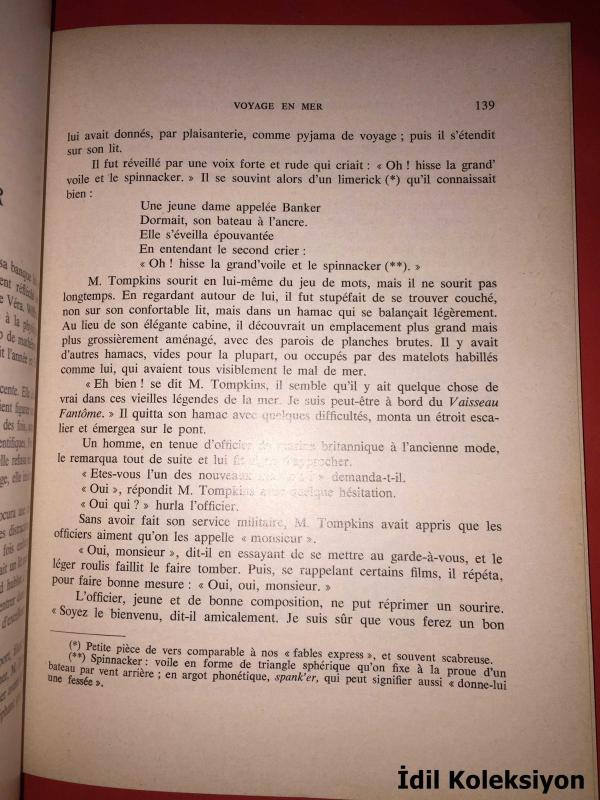 VOYAGE EN MER 139
lui avait donnés, par plaisanterie, comme pyjama de voyage ; puis il s'étendit
sur son lit.
Il fut réveillé par une voix forte et rude qui criait : « Oh ! hisse la grand'
voile et le spinnacker. » Il se souvint alors d'un limerick (*) qu'il connaissait
bien :
Une jeune dame appelée Banker
Dormait, son bateau à l'ancre.
Elle s'éveilla épouvantée
En entendant le second crier :
« Oh ! hisse la grand'voile et le spinnacker (**). »
M. Tompkins sourit en lui-même du jeu de mots, mais il ne sourit pas
longtemps. En regardant autour de lui, il fut stupéfait de se trouver couché,
non sur son confortable lit, mais dans un hamac qui se balançait légèrement.
Au lieu de son élégante cabine, il découvrait un emplacement plus grand mais
plus grossièrement aménagé, avec des parois de planches brutes. Il y avait
d'autres hamacs, vides pour la plupart, ou occupés par des matelots habillés
comme lui, qui avaient tous visiblement le mal de mer.
« Eh bien ! se dit M. Tompkins, il semble qu'il y ait quelque chose de
vrai dans ces vieilles légendes de la mer. Je suis peut-être à bord du Vaisseau
Fantôme. » Il quitta son hamac avec quelques difficultés, monta un étroit esca-
lier et émergea sur le pont.
Un homme, en tenue d'officier de marine britannique à l'ancienne mode,
le remarqua tout de suite et lui fit signe d'approcher.
« Etes-vous l'un des nouveaux » demanda-t-il.
« Oui », répondit M. Tompkins avec quelque hésitation.
« Oui qui ? » hurla l'officier.
Sans avoir fait son service militaire, M. Tompkins avait appris que les
officiers aiment qu'on les appelle « monsieur ».
« Oui, monsieur », dit-il en essayant de se mettre au garde-à-vous, et le
léger roulis faillit le faire tomber. Puis, se rappelant certains films, il répéta,
pour faire bonne mesure : « Oui, oui, monsieur. »
L'officier, jeune et de bonne composition, ne put réprimer un sourire.
« Soyez le bienvenu, dit-il amicalement. Je suis sûr que vous ferez un bon
(*) Petite pièce de vers comparable à nos « fables express », et souvent scabreuse.
(**) Spinnacker : voile en forme de triangle sphérique qu'on fixe à la proue d'un
bateau par vent arrière ; en argot phonétique, spank'er, qui peut signifier aussi « donne-lui
une fessée ».
İdil Koleksiyon